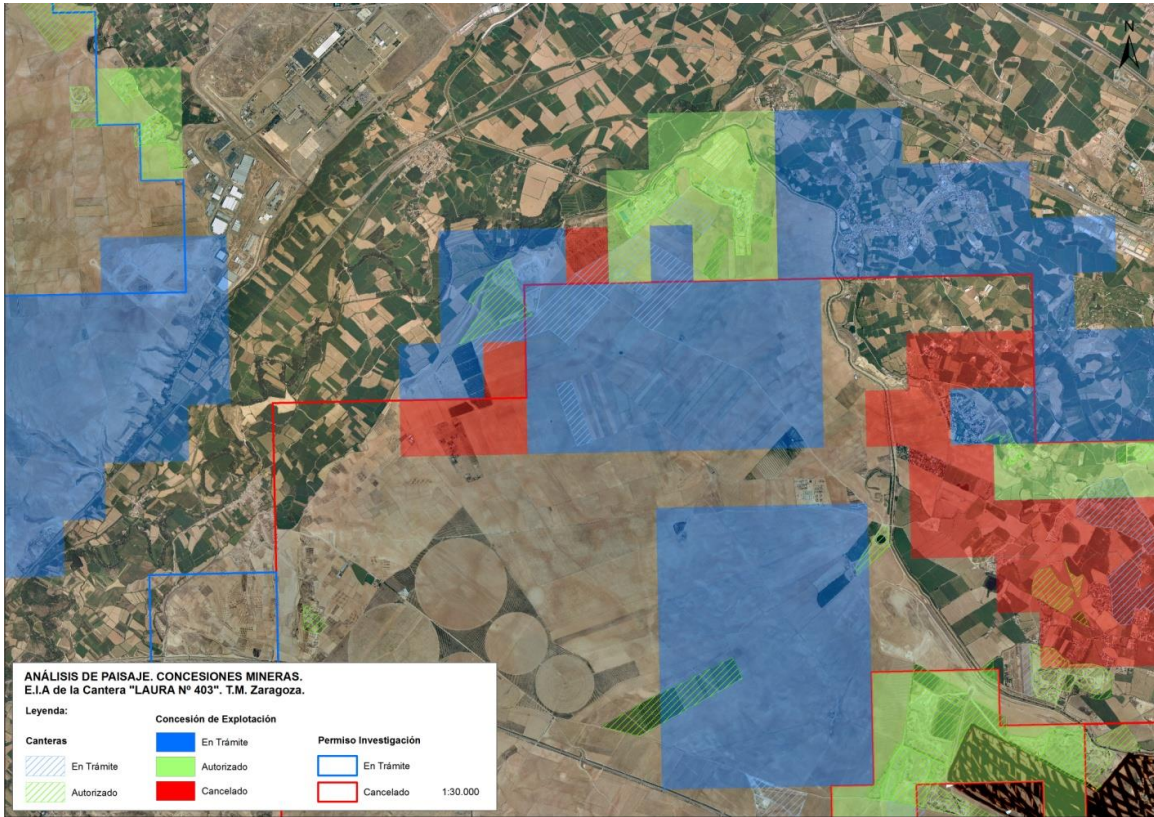 N
ANÁLISIS DE PAISAJE. CONCESIONES MINERAS.
E.I.A de la Cantera "LAURA Nº 403". T.M. Zaragoza.
Leyenda:
Canteras
En Trámite
Autorizado
Concesión de Explotación
En Trámite
Autorizado
Cancelado
Permiso Investigación
En Trámite
Cancelado
1:30.000